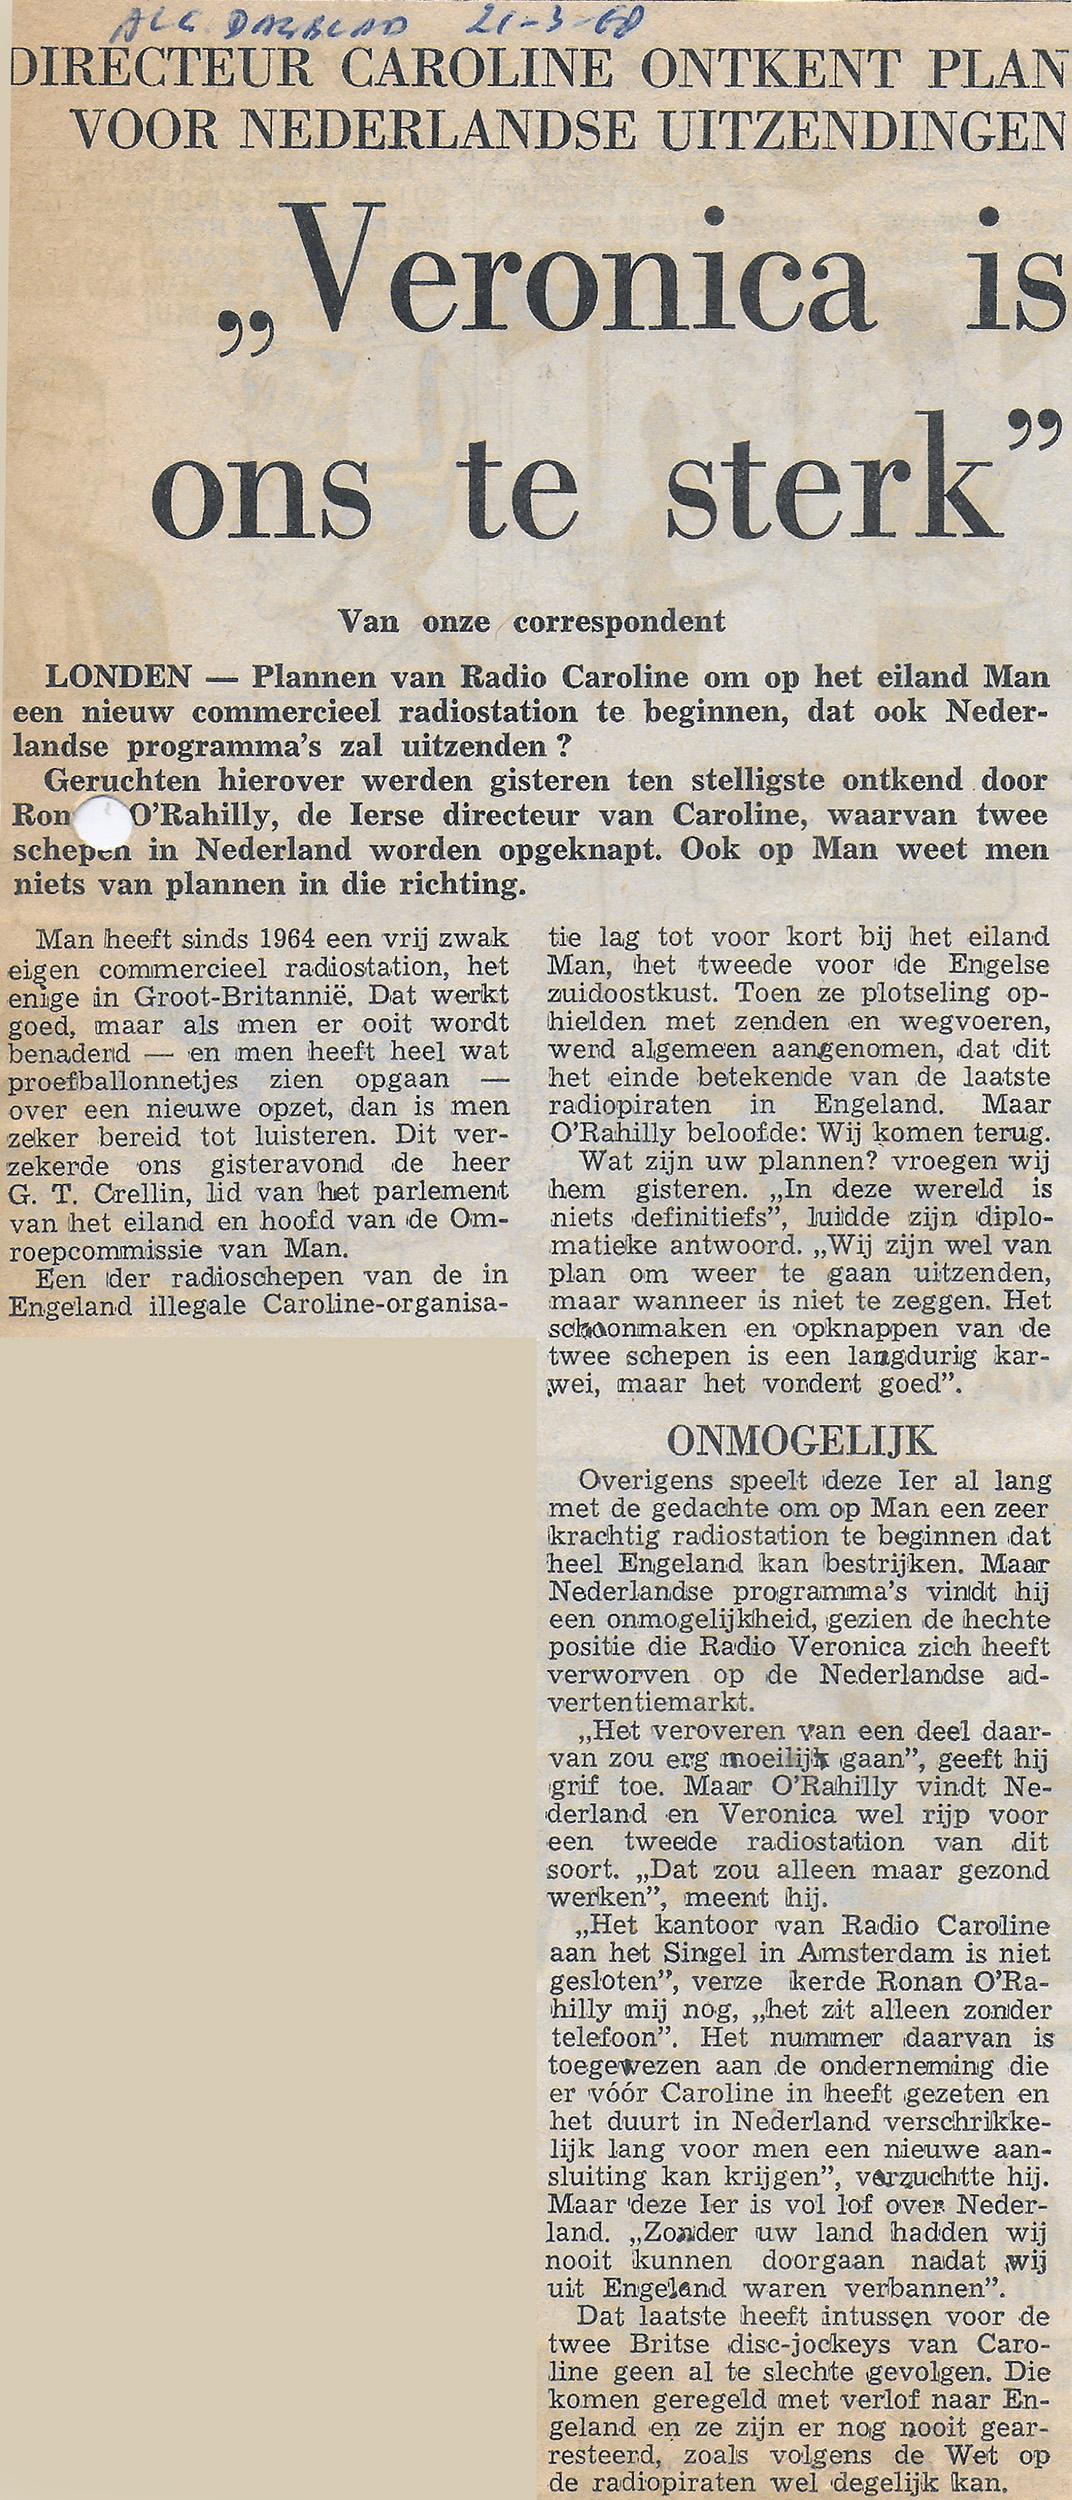 ALG. DAGBLAD 21-3-68
DIRECTEUR CAROLINE ONTKENT PLAN
VOOR NEDERLANDSE UITZENDINGEN
„Veronica is
ons te sterk”
Van onze correspondent
LONDEN — Plannen van Radio Caroline om op het eiland Man
een nieuw commercieel radiostation te beginnen, dat ook Neder-
landse programma's zal uitzenden?
Geruchten hierover werden gisteren ten stelligste ontkend door
Ron O'Rahilly, de Ierse directeur van Caroline, waarvan twee
schepen in Nederland worden opgeknapt. Ook op Man weet men
niets van plannen in die richting.
Man heeft sinds 1964 een vrij zwak
eigen commercieel radiostation, het
enige in Groot-Britannië. Dat werkt
goed, maar als men er ooit wordt
benaderd — en men heeft heel wat
proefballonnetjes zien opgaan —
over een nieuwe opzet, dan is men
zeker bereid tot luisteren. Dit ver-
zekerde ons gisteravond de heer
G. T. Crellin, lid van het parlement
van het eiland en hoofd van de Om-
roepcommissie van Man.
Een der radioschepen van de in
Engeland illegale Caroline-organisa-
tie lag tot voor kort bij het eiland
Man, het tweede voor de Engelse
zuidoostkust. Toen ze plotseling op-
hielden met zenden en wegvoeren,
werd algemeen aangenomen, dat dit
het einde betekende van de laatste
radiopiraten in Engeland. Maar
O'Rahilly beloofde: Wij komen terug.
Wat zijn uw plannen? vroegen wij
hem gisteren. „In deze wereld is
niets definitiefs”, luidde zijn diplo-
matieke antwoord. „Wij zijn wel van
plan om weer te gaan uitzenden,
maar wanneer is niet te zeggen. Het
schoonmaken en opknappen van de
twee schepen is een langdurig kar-
wei, maar het vordert goed”.
ONMOGELIJK
Overigens speelt deze Ier al lang
met de gedachte om op Man een zeer
krachtig radiostation te beginnen dat
heel Engeland kan bestrijken. Maar
Nederlandse programma's vindt hij
een onmogelijkheid, gezien de hechte
positie die Radio Veronica zich heeft
verworven op de Nederlandse ad-
vertentiemarkt.
„Het veroveren van een deel daar-
van zou erg moeilijk gaan”, geeft hij
grif toe. Maar O'Rahilly vindt Ne-
derland en Veronica wel rijp voor
een tweede radiostation van dit
soort. „Dat zou alleen maar gezond
werken”, meent hij.
„Het kantoor van Radio Caroline
aan het Singel in Amsterdam is niet
gesloten”, verze kerde Ronan O'Ra-
hilly mij nog, „het zit alleen zonder
telefoon”. Het nummer daarvan is
toegewezen aan de onderneming die
er vóór Caroline in heeft gezeten en
het duurt in Nederland verschrikke-
lijk lang voor men een nieuwe aan-
sluiting kan krijgen”, verzuchtte hij.
Maar deze Ier is vol lof over Neder-
land. „Zonder uw land hadden wij
nooit kunnen doorgaan nadat wij
uit Engeland waren verbannen”.
Dat laatste heeft intussen voor de
twee Britse disc-jockeys van Caro-
line geen al te slechte gevolgen. Die
komen geregeld met verlof naar En-
geland en ze zijn er nog nooit gear-
resteerd, zoals volgens de Wet op
de radiopiraten wel degelijk kan.